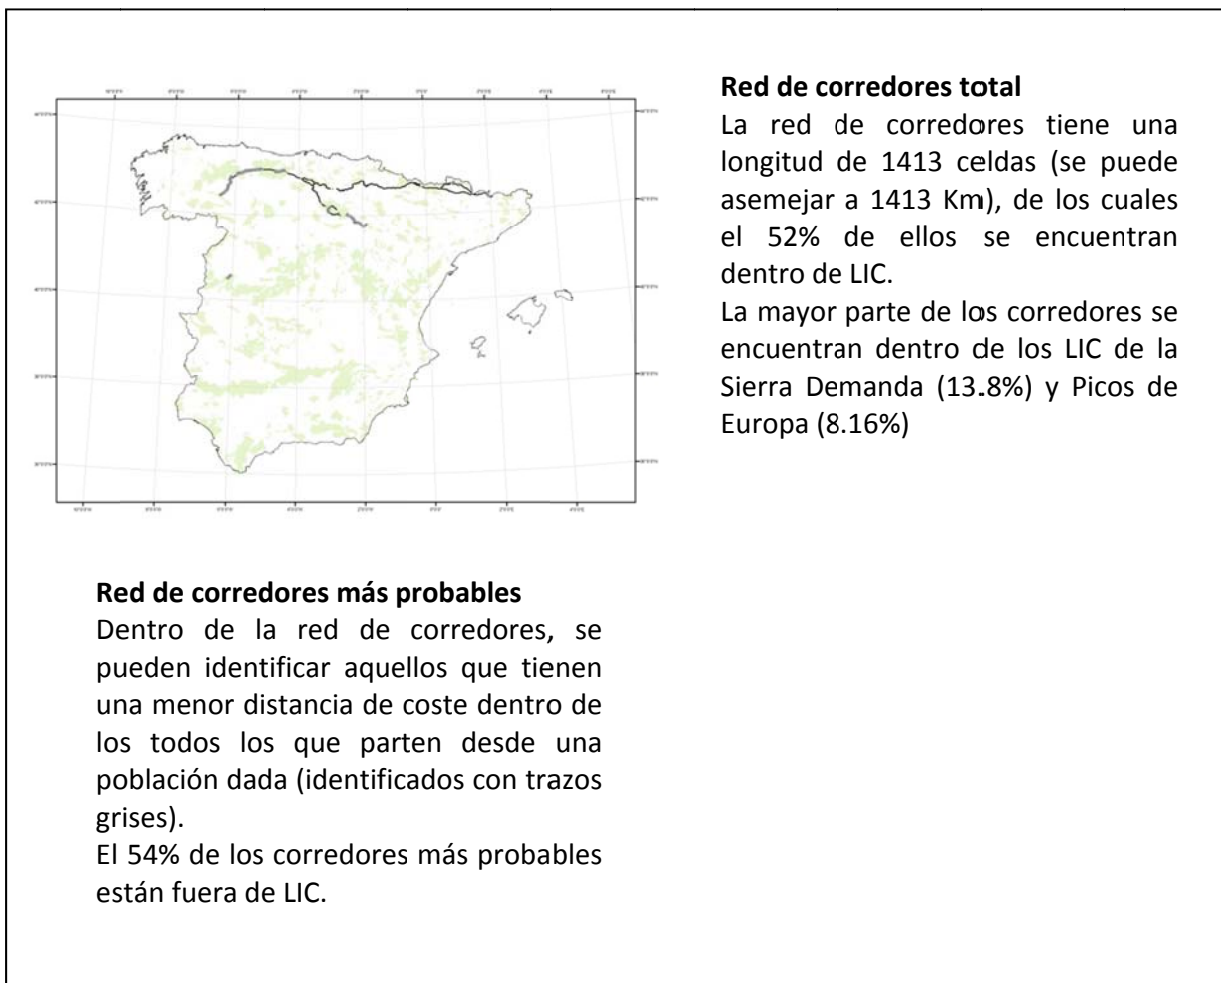 Red de corredores total
La red de corredores tiene una
longitud de 1413 celdas (se puede
asemejar a 1413 Km), de los cuales
el 52% de ellos se encuentran
dentro de LIC.
La mayor parte de los corredores se
encuentran dentro de los LIC de la
Sierra Demanda (13.8%) y Picos de
Europa (8.16%)
Red de corredores más probables
Dentro de la red de corredores, se
pueden identificar aquellos que tienen
una menor distancia de coste dentro de
los todos los que parten desde una
población dada (identificados con trazos
grises).
El 54% de los corredores más probables
están fuera de LIC.